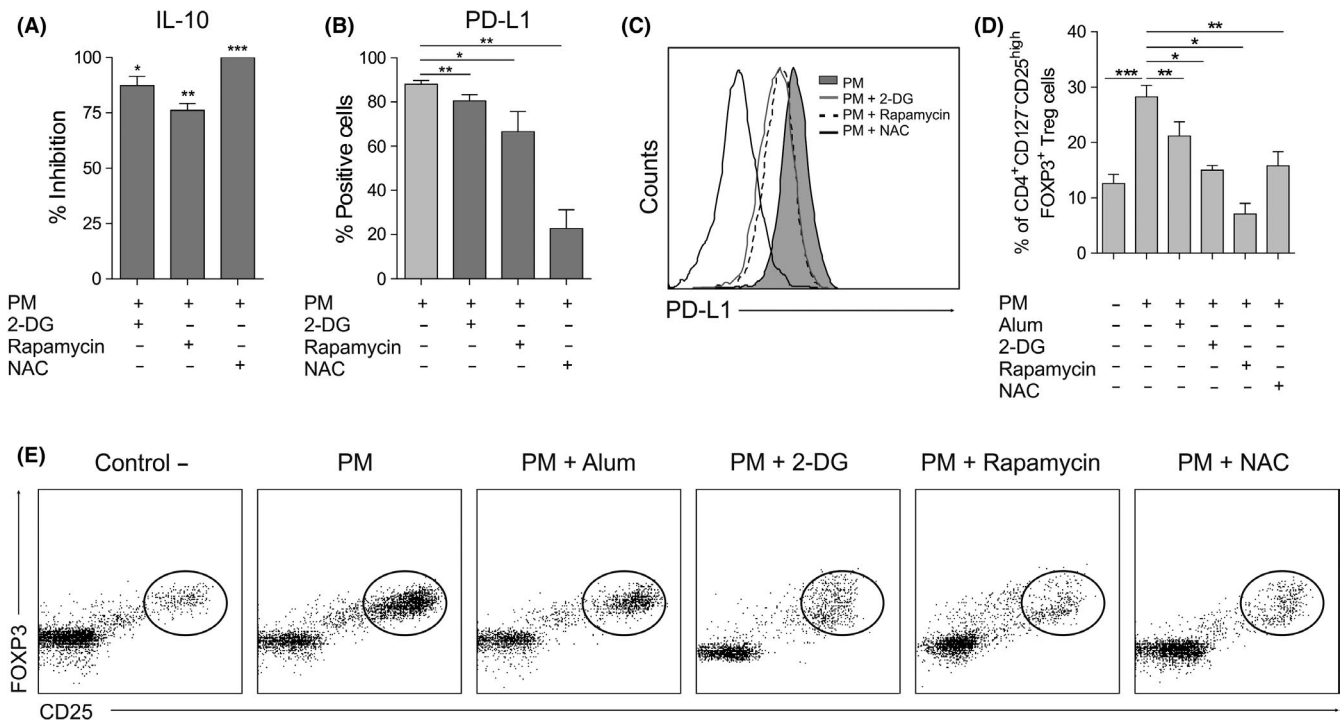 (A) IL-10
% Inhibition
100
75
50
25
0
*
**
***
PM + + +
2-DG + – –
Rapamycin – + –
NAC – – +
(B) PD-L1
% Positive cells
100
80
60
40
20
0
**
*
**
PM + + + +
2-DG – + – –
Rapamycin – – + –
NAC – – – +
(C)
Counts
PD-L1
PM
PM + 2-DG
PM + Rapamycin
PM + NAC
(D)
% of CD4+CD127-CD25high
FOXP3+ Treg cells
40
30
20
10
0
**
*
*
*** **
PM – + + + + +
Alum – – + – – –
2-DG – – – + – –
Rapamycin – – – – + –
NAC – – – – – +
(E)
Control – PM PM + Alum PM + 2-DG PM + Rapamycin PM + NAC
FOXP3
CD25